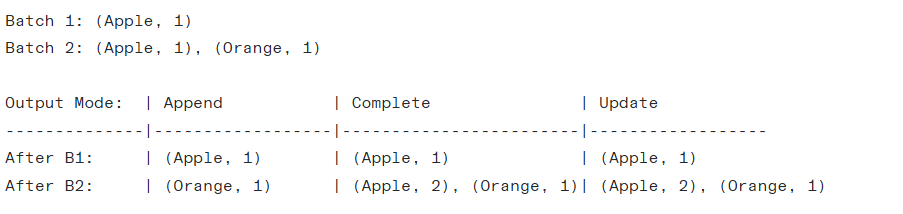 Batch 1: (Apple, 1)
Batch 2: (Apple, 1), (Orange, 1)
Output Mode:  | Append           | Complete               | Update
--------------|------------------|------------------------|------------------
After B1:     | (Apple, 1)       | (Apple, 1)             | (Apple, 1)
After B2:     | (Orange, 1)      | (Apple, 2), (Orange, 1)| (Apple, 2), (Orange, 1)